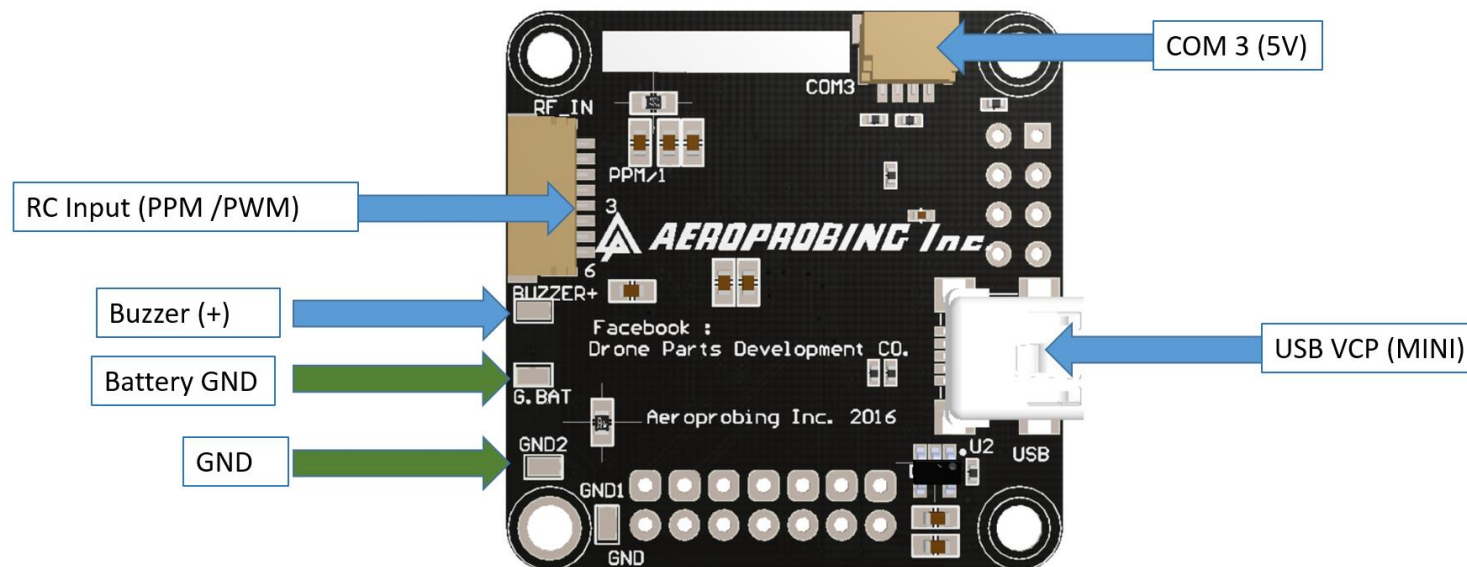 COM 3 (5V)
COM3
RF_IN
PPM/1
RC Input (PPM /PWM)
3
AEROPROBING Inc.
6
BUZZER+
Buzzer (+)
Facebook :
Drone Parts Development CO.
USB VCP (MINI)
Battery GND
G.BAT
Aeroprobing Inc. 2016
GND2
U2
USB
GND
GND1
GND